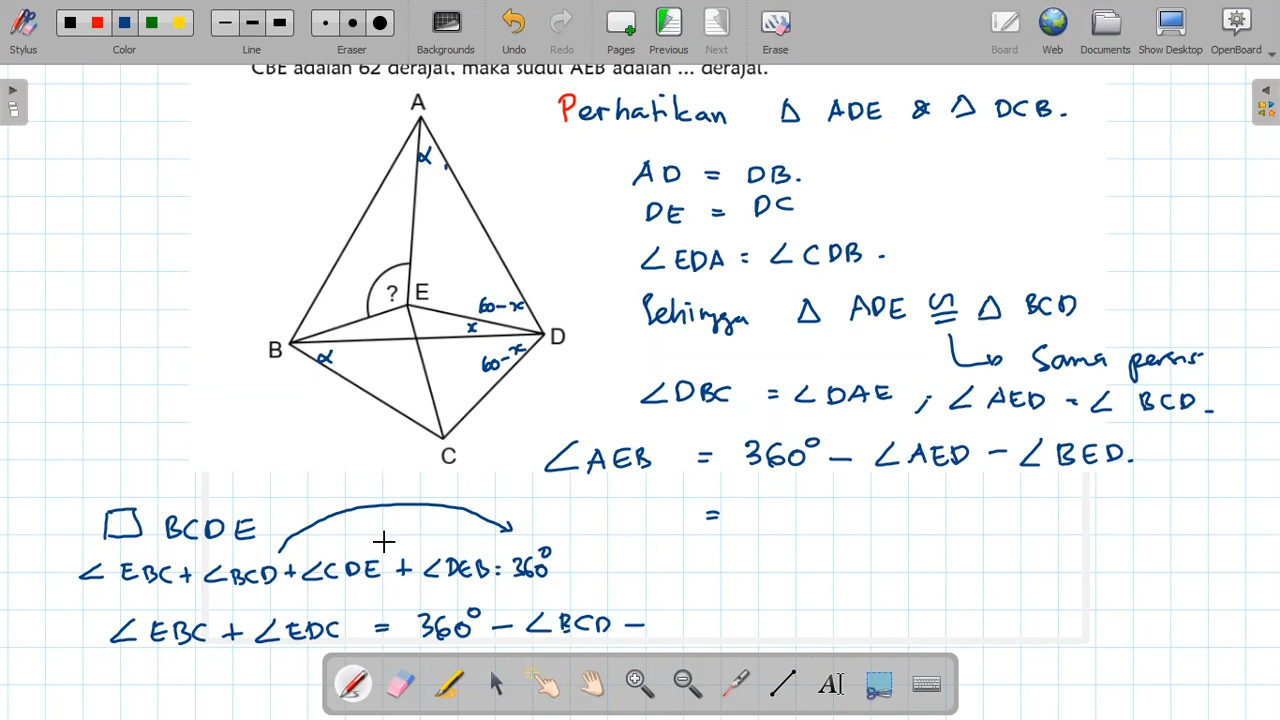 Stylus
Color
Line
Eraser
Backgrounds
Undo
Redo
Pages
Previous
Next
Erase
Board
Web
Documents
Show Desktop
OpenBoard
CBE adalah 62 derajat, maka sudut AEB adalah ... derajat.
A
α
? E
60-x
x
D
B
α
60-x
C
Perhatikan Δ ADE & Δ DCB.
AD = DB.
DE = DC
∠EDA = ∠CDB.
Sehingga Δ ADE ≅ Δ BCD
Sama persis
∠DBC = ∠DAE ; ∠AED = ∠BCD.
∠AEB = 360° - ∠AED - ∠BED.
=
□ BCDE
∠EBC + ∠BCD + ∠CDE + ∠DEB = 360°
∠EBC + ∠EDC = 360° - ∠BCD -